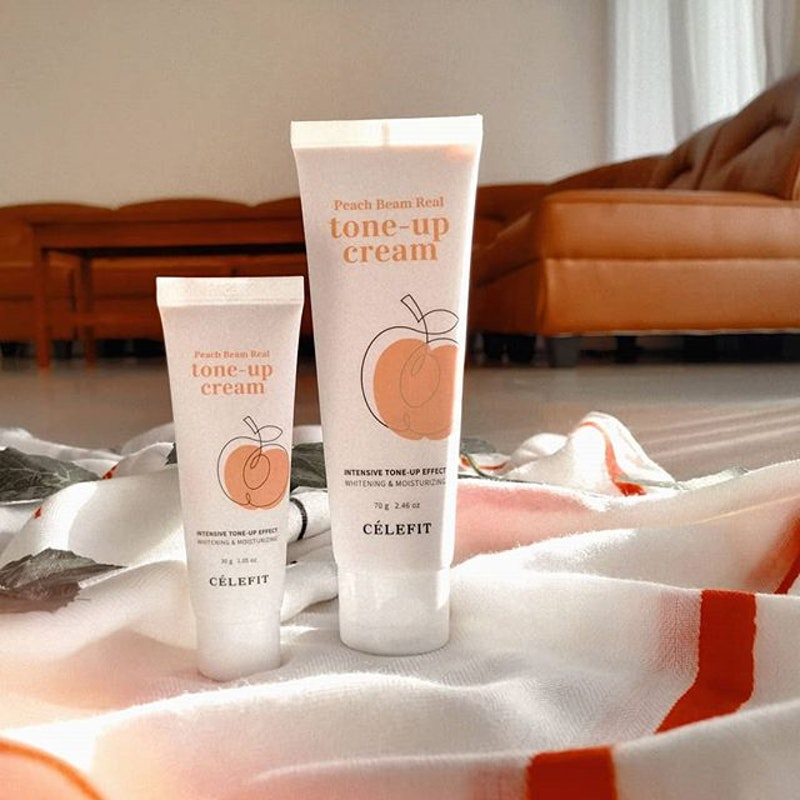 Peach Beam Real
tone-up
cream
INTENSIVE TONE-UP EFFECT
WHITENING & MOISTURIZING
30 g 1.05 oz
CÉLEFIT
Peach Beam Real
tone-up
cream
INTENSIVE TONE-UP EFFECT
WHITENING & MOISTURIZING
70 g 2.46 oz
CÉLEFIT